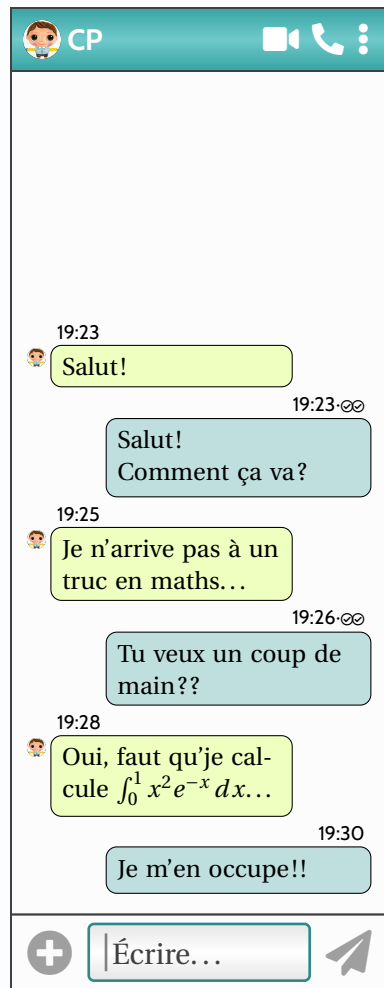 CP
19:23
Salut!
19:23
Salut!
Comment ça va?
19:25
Je n'arrive pas à un
truc en maths...
19:26
Tu veux un coup de
main??
19:28
Oui, faut qu'je cal-
cule ∫₀¹ x²e⁻ˣ dx...
19:30
Je m'en occupe!!
Écrire...